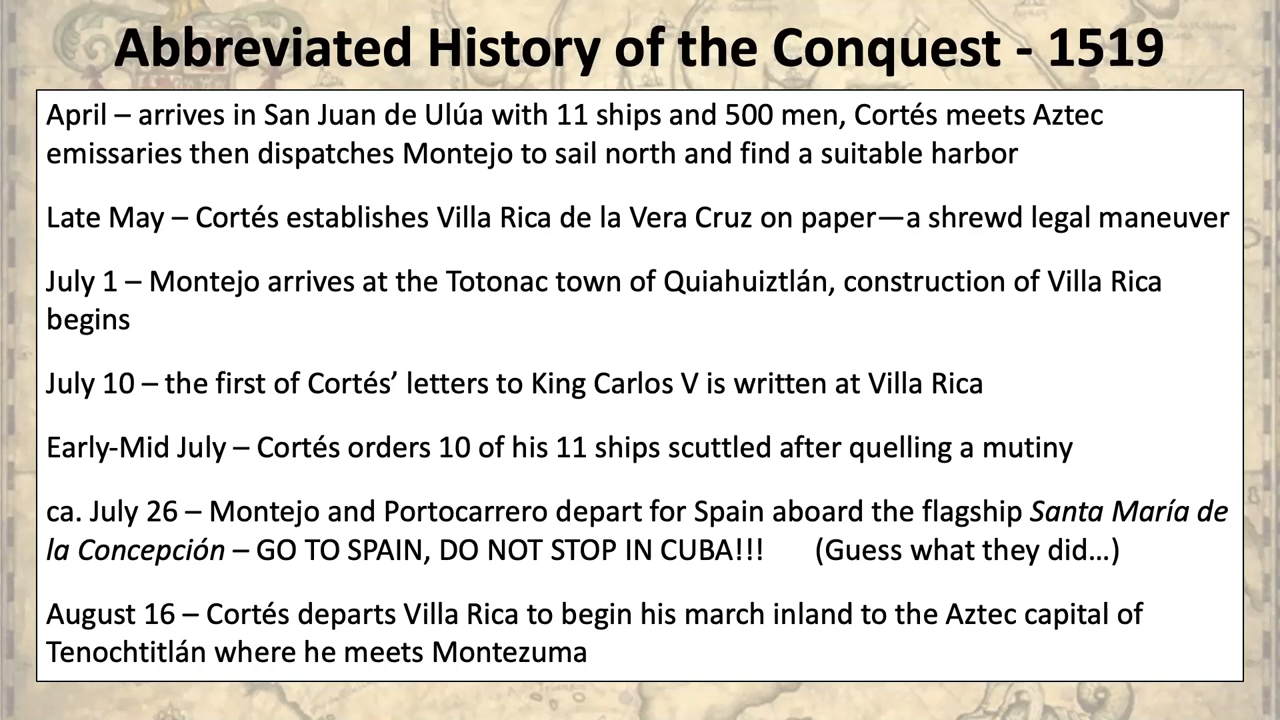 Abbreviated History of the Conquest - 1519
April – arrives in San Juan de Ulúa with 11 ships and 500 men, Cortés meets Aztec
emissaries then dispatches Montejo to sail north and find a suitable harbor
Late May – Cortés establishes Villa Rica de la Vera Cruz on paper—a shrewd legal maneuver
July 1 – Montejo arrives at the Totonac town of Quiahuiztlán, construction of Villa Rica
begins
July 10 – the first of Cortés’ letters to King Carlos V is written at Villa Rica
Early-Mid July – Cortés orders 10 of his 11 ships scuttled after quelling a mutiny
ca. July 26 – Montejo and Portocarrero depart for Spain aboard the flagship Santa María de
la Concepción – GO TO SPAIN, DO NOT STOP IN CUBA!!! (Guess what they did…)
August 16 – Cortés departs Villa Rica to begin his march inland to the Aztec capital of
Tenochtitlán where he meets Montezuma